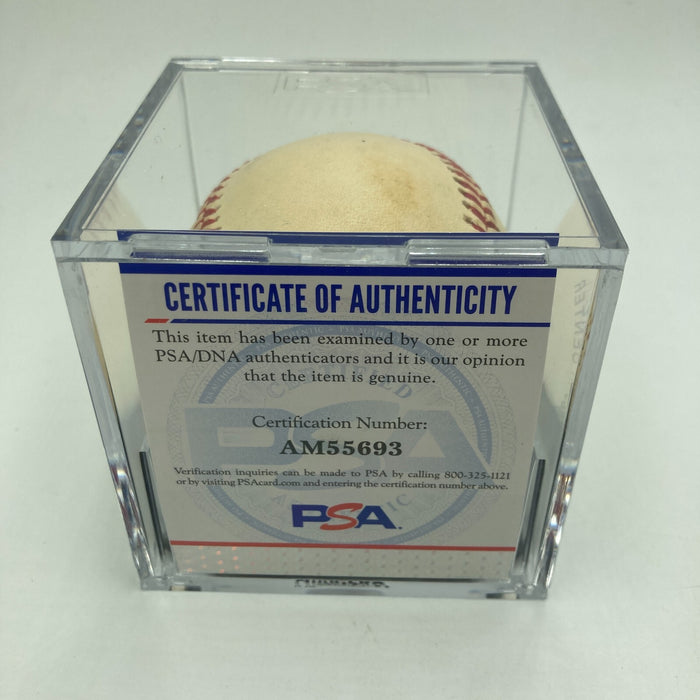 CERTIFICATE OF AUTHENTICITY
This item has been examined by one or more
PSA/DNA authenticators and it is our opinion
that the item is genuine.
Certification Number:
AM55693
Verification inquiries can be made to PSA by calling 800-325-1121
or by visiting PSAcard.com and entering the certification number above.
PSA
CERTIFIED
PSA